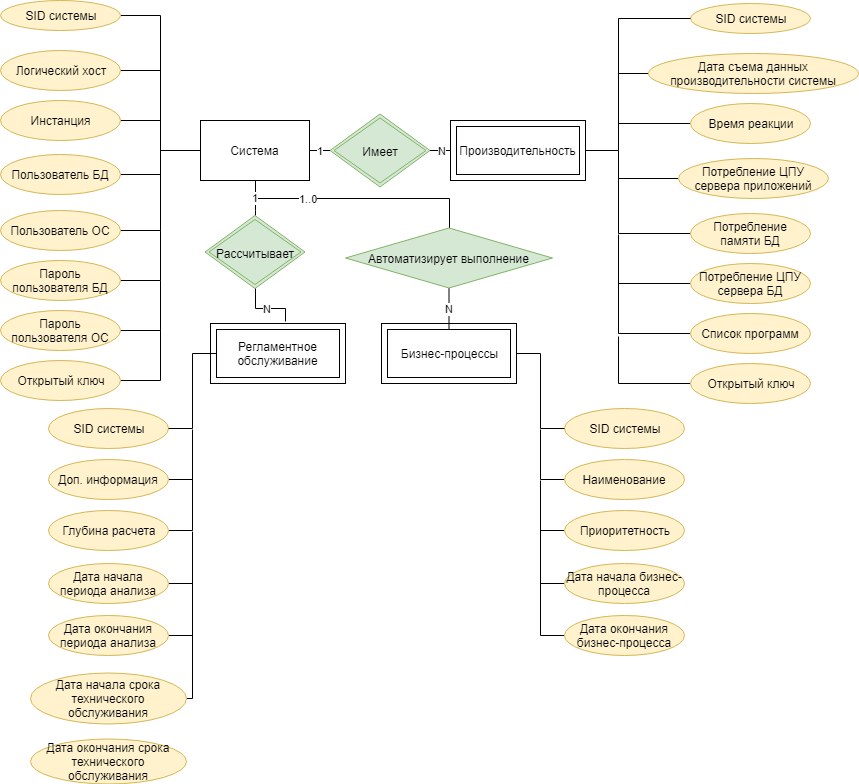 SID системы
Логический хост
Инстанция
Пользователь БД
Пользователь ОС
Пароль
пользователя БД
Пароль
пользователя ОС
Открытый ключ
Система
1
Имеет
N
Производительность
SID системы
Дата съема данных
производительности системы
Время реакции
Потребление ЦПУ
сервера приложений
Потребление
памяти БД
Потребление ЦПУ
сервера БД
Список программ
Открытый ключ
1
1..0
Рассчитывает
Автоматизирует выполнение
N
N
Регламентное
обслуживание
Бизнес-процессы
SID системы
Доп. информация
Глубина расчета
Дата начала
периода анализа
Дата окончания
периода анализа
Дата начала срока
технического
обслуживания
Дата окончания срока
технического
обслуживания
SID системы
Наименование
Приоритетность
Дата начала бизнес-
процесса
Дата окончания
бизнес-процесса